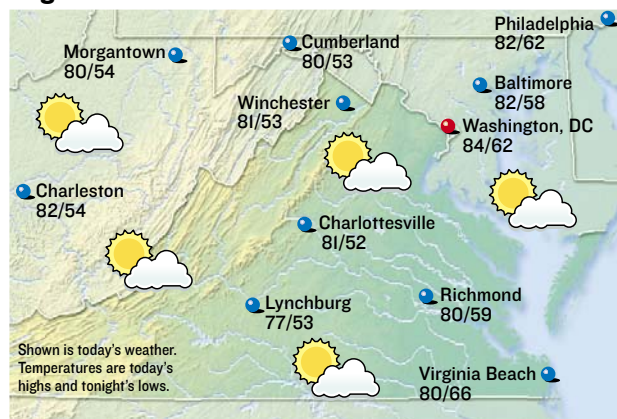 Philadelphia
82/62
Morgantown
80/54
Cumberland
80/53
Baltimore
82/58
Winchester
81/53
Washington, DC
84/62
Charleston
82/54
Charlottesville
81/52
Lynchburg
77/53
Richmond
80/59
Shown is today's weather.
Temperatures are today's
highs and tonight's lows.
Virginia Beach
80/66